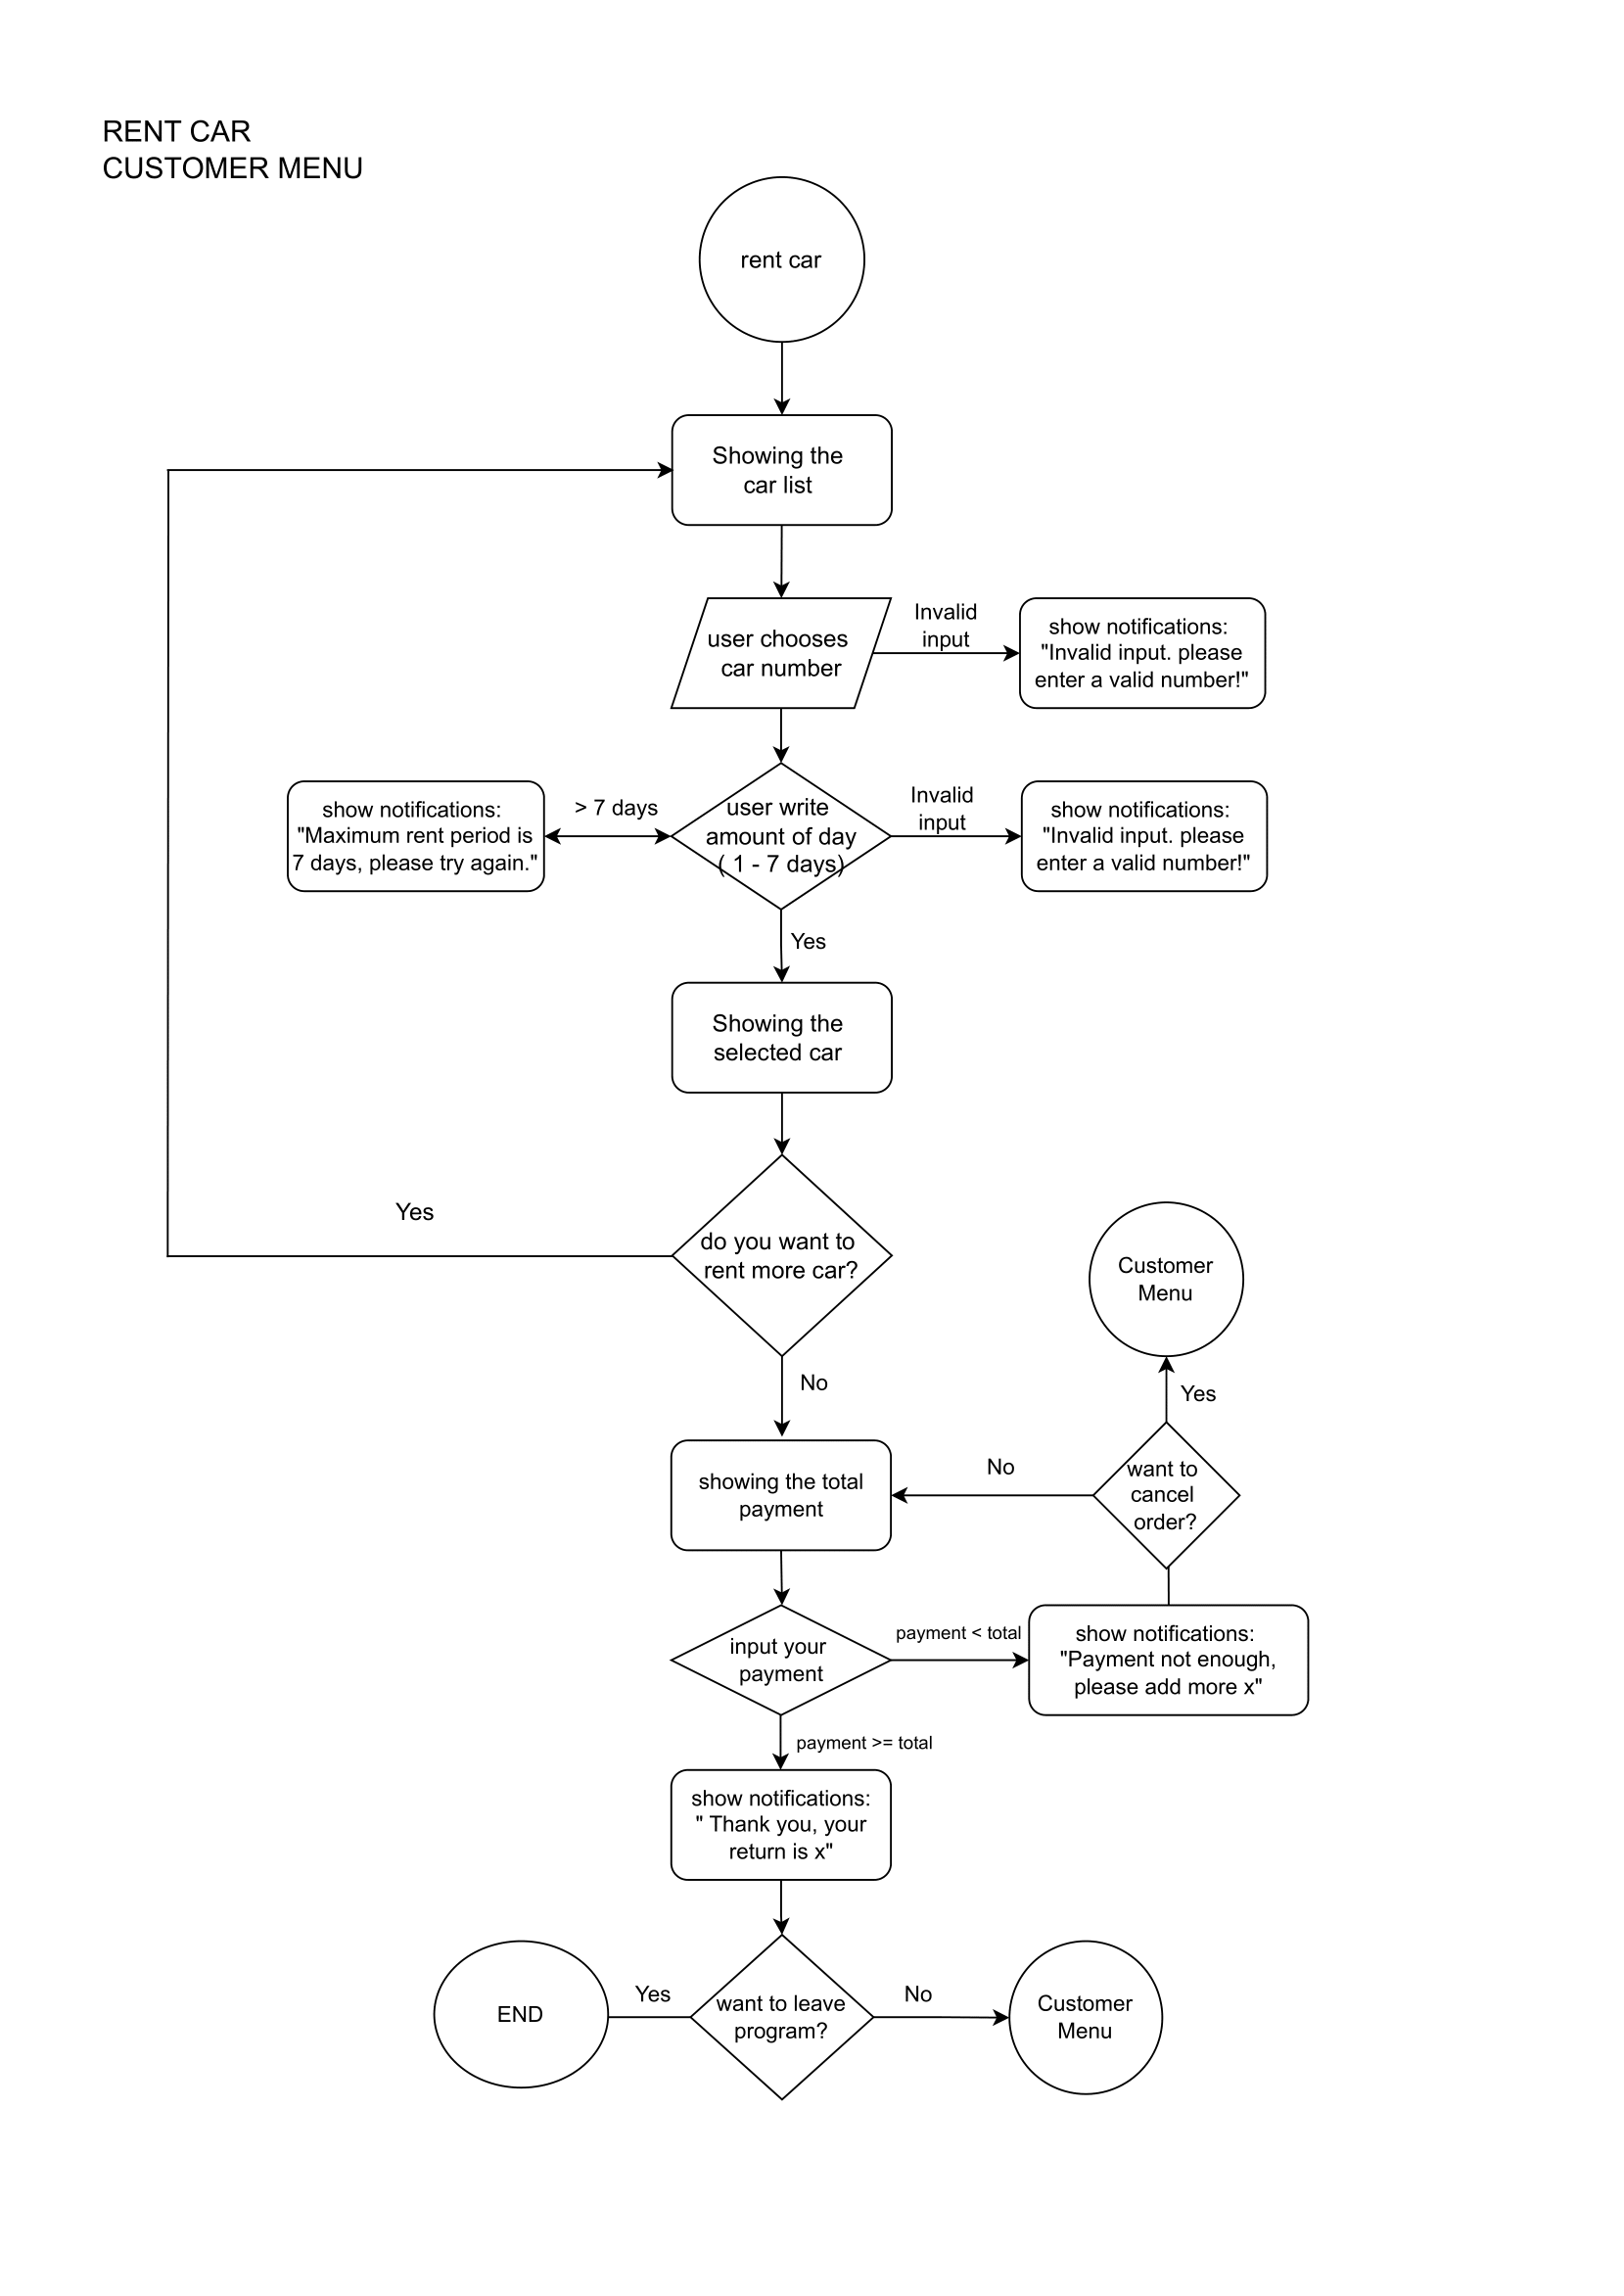 RENT CAR
CUSTOMER MENU
rent car
Showing the
car list
user chooses
car number
Invalid
input
show notifications:
"Invalid input. please
enter a valid number!"
show notifications:
"Maximum rent period is
7 days, please try again."
> 7 days
user write
amount of day
( 1 - 7 days)
Invalid
input
show notifications:
"Invalid input. please
enter a valid number!"
Yes
Showing the
selected car
Yes
do you want to
rent more car?
Customer
Menu
No
Yes
showing the total
payment
No
want to
cancel
order?
input your
payment
payment < total
show notifications:
"Payment not enough,
please add more x"
payment >= total
show notifications:
" Thank you, your
return is x"
END
Yes
want to leave
program?
No
Customer
Menu